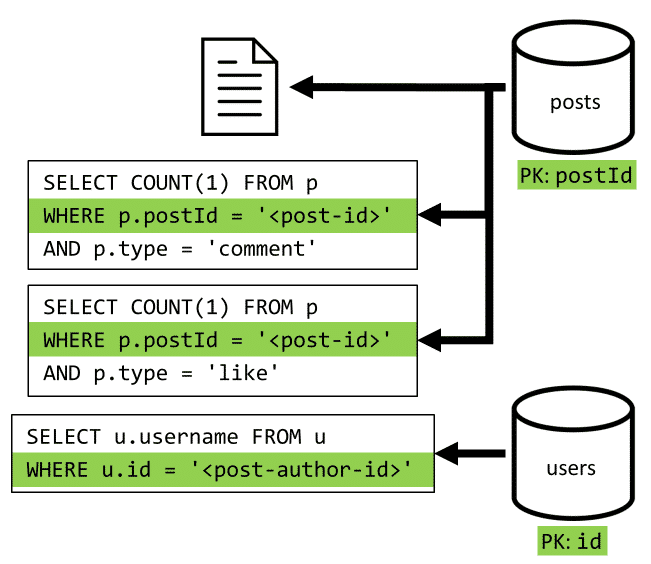 posts
PK: postId
SELECT COUNT(1) FROM p
WHERE p.postId = '<post-id>'
AND p.type = 'comment'
SELECT COUNT(1) FROM p
WHERE p.postId = '<post-id>'
AND p.type = 'like'
SELECT u.username FROM u
WHERE u.id = '<post-author-id>'
users
PK: id